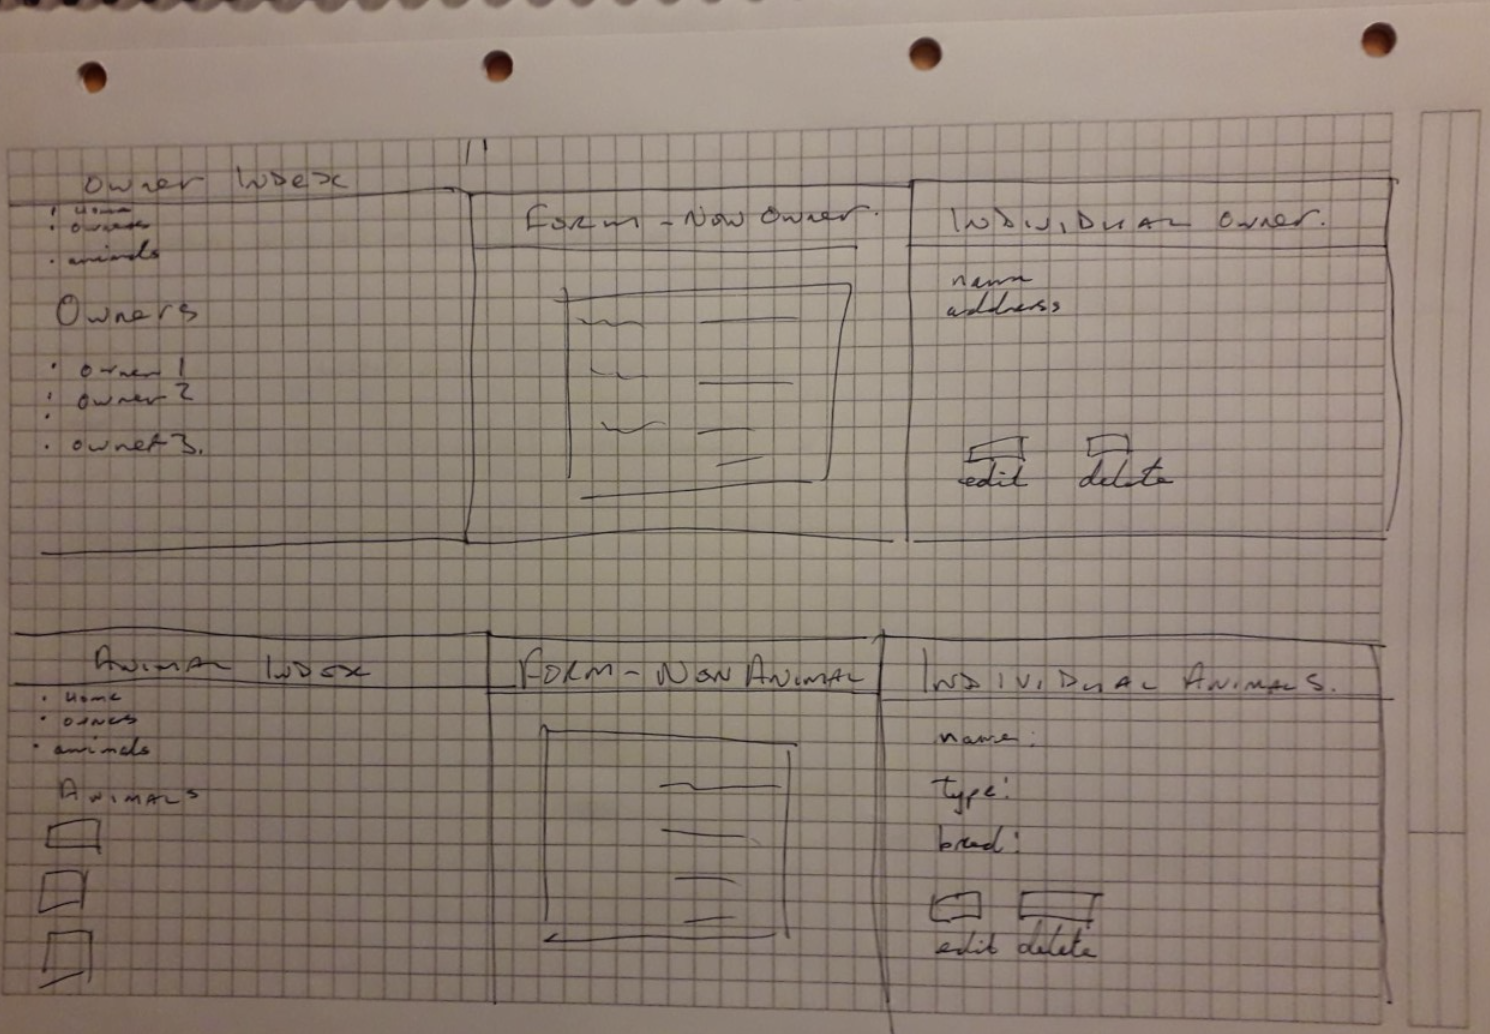 Owner Index
· Home
· owners
· animals
Owners
· owner 1
· owner 2
·
· owner 3.
Form - New Owner.
Individual Owner.
name
address
edit delete
Animal Index
· Home
· owners
· animals
Animals
Form - New Animal
Individual Animals.
name:
type:
breed:
edit delete